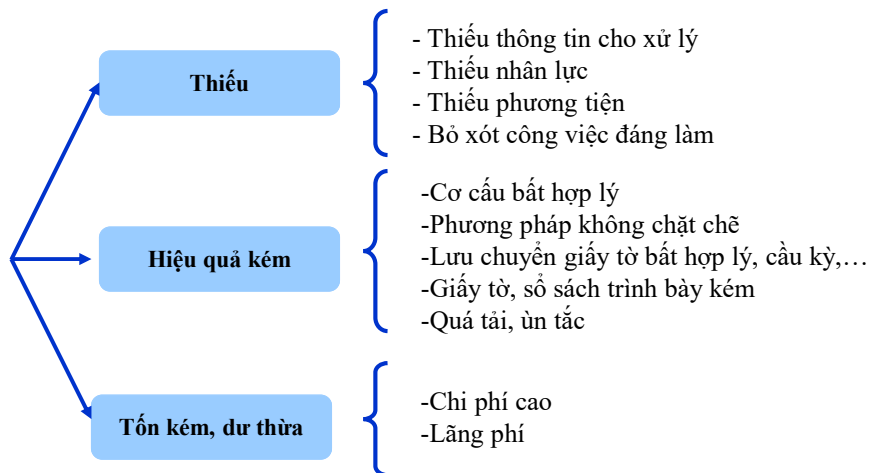 Thiếu
- Thiếu thông tin cho xử lý
- Thiếu nhân lực
- Thiếu phương tiện
- Bỏ xót công việc đáng làm
Hiệu quả kém
-Cơ cấu bất hợp lý
-Phương pháp không chặt chẽ
-Lưu chuyển giấy tờ bất hợp lý, cầu kỳ,…
-Giấy tờ, sổ sách trình bày kém
-Quá tải, ùn tắc
Tốn kém, dư thừa
-Chi phí cao
-Lãng phí